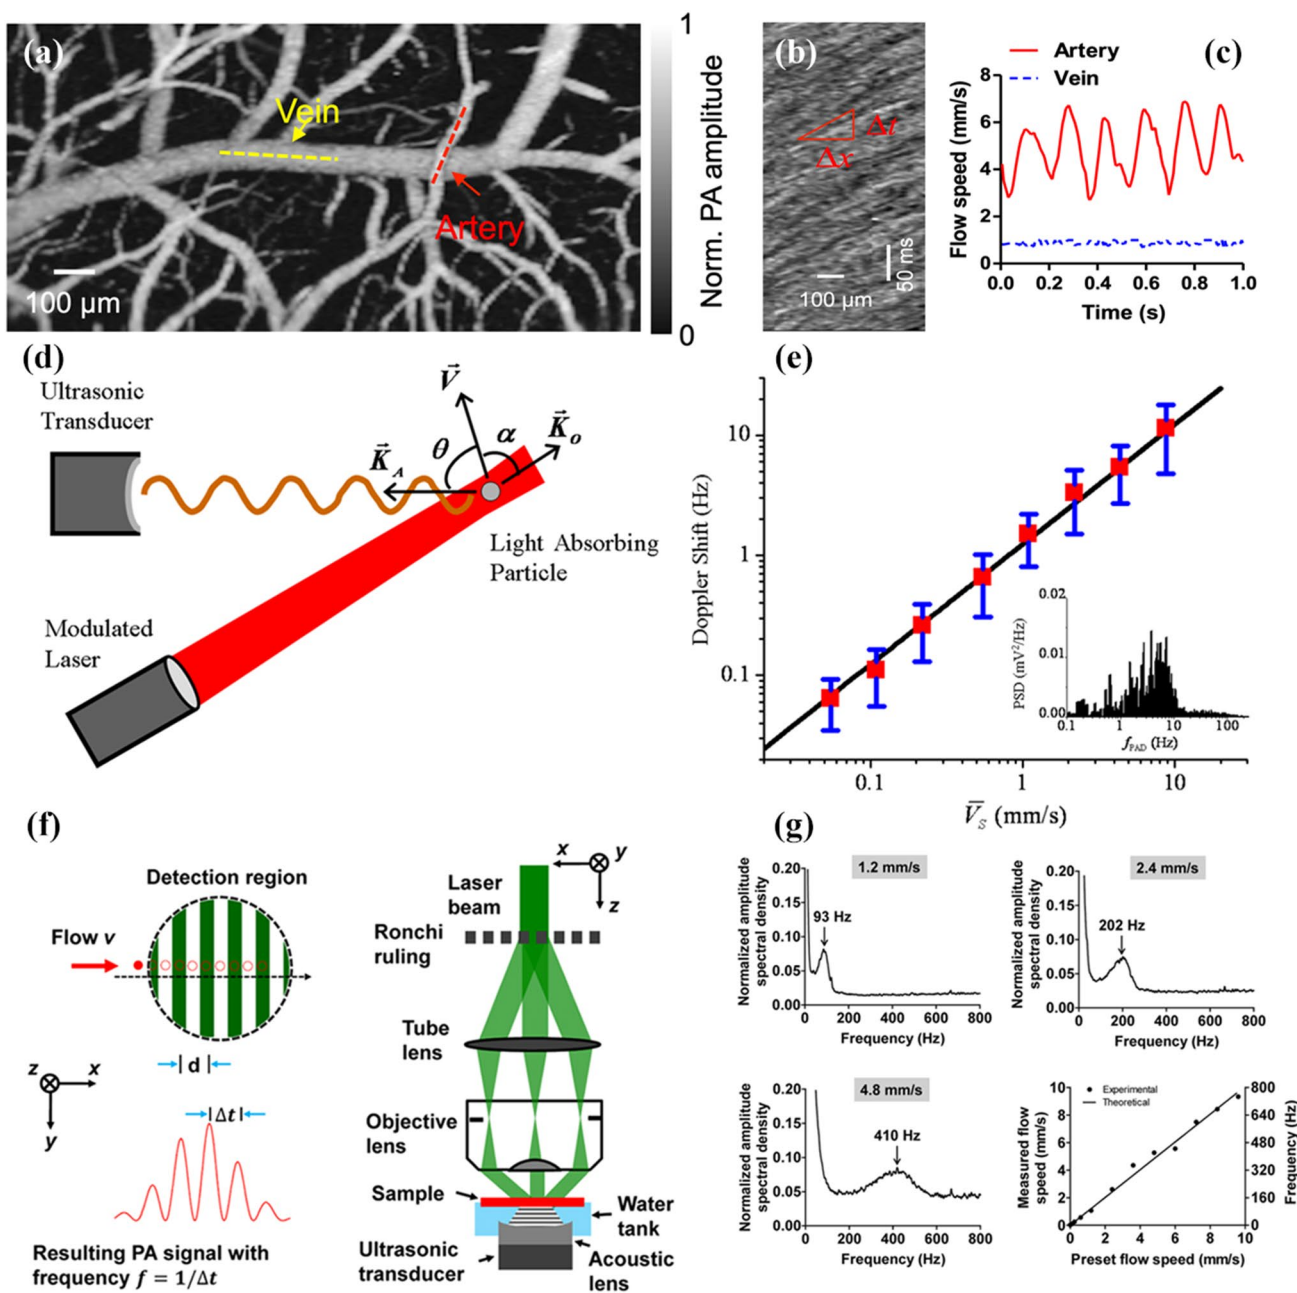 (a)
Vein
Artery
100 µm
1
Norm. PA amplitude
0
(b)
Δt
Δx
100 µm
50 ms
(c)
Artery
Vein
Flow speed (mm/s)
8
6
4
2
0
0.0 0.2 0.4 0.6 0.8 1.0
Time (s)
(d)
Ultrasonic
Transducer
V⃗
K⃗O
θ
α
K⃗A
Light Absorbing
Particle
Modulated
Laser
(e)
Doppler Shift (Hz)
10
1
0.1
0.1 1 10
V̅S (mm/s)
PSD (mV²/Hz)
0.02
0.01
0.00
0.1 1 10 100
fPAD (Hz)
(f)
Detection region
Flow v
d
z x
y
Δt
Resulting PA signal with
frequency f = 1/Δt
x y
z
Laser
beam
Ronchi
ruling
Tube
lens
Objective
lens
Sample
Water
tank
Ultrasonic
transducer
Acoustic
lens
(g)
1.2 mm/s
Normalized amplitude
spectral density
0.20
0.15
0.10
0.05
0.00
93 Hz
0 200 400 600 800
Frequency (Hz)
2.4 mm/s
Normalized amplitude
spectral density
0.20
0.15
0.10
0.05
0.00
202 Hz
0 200 400 600 800
Frequency (Hz)
4.8 mm/s
Normalized amplitude
spectral density
0.20
0.15
0.10
0.05
0.00
410 Hz
0 200 400 600 800
Frequency (Hz)
Experimental
Theoretical
Measured flow
speed (mm/s)
10
8
6
4
2
0
0 2 4 6 8 10
Preset flow speed (mm/s)
800
640
480
320
160
0
Frequency (Hz)